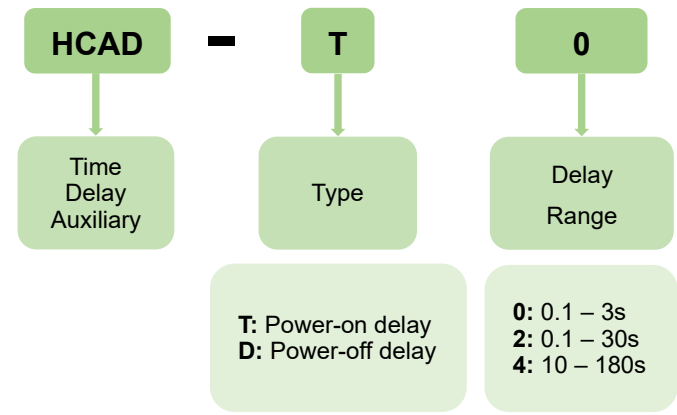 HCAD - T 0
Time
Delay
Auxiliary
Type
Delay
Range
T: Power-on delay
D: Power-off delay
0: 0.1 – 3s
2: 0.1 – 30s
4: 10 – 180s